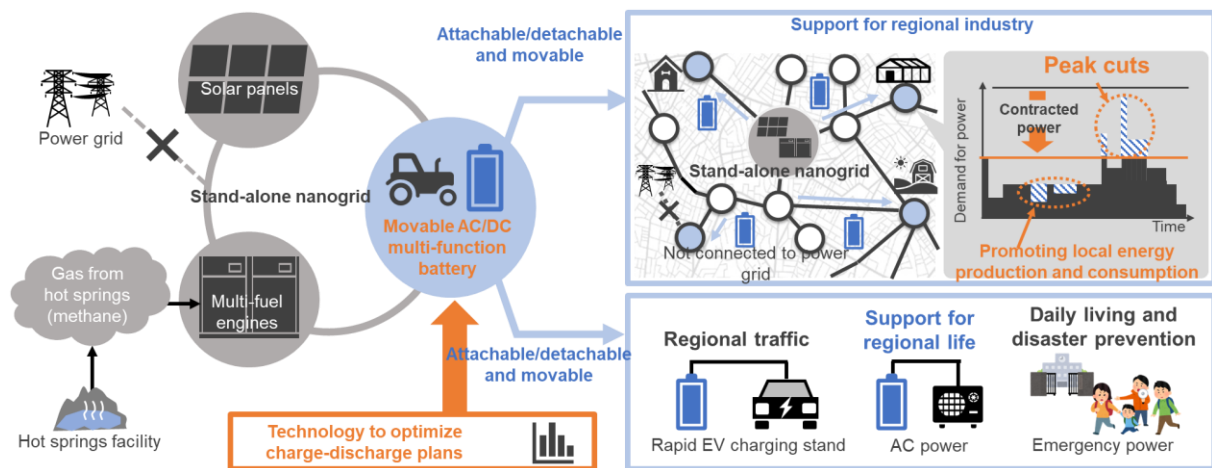 Power grid
Solar panels
Stand-alone nanogrid
Gas from
hot springs
(methane)
Multi-fuel
engines
Hot springs facility
Movable AC/DC
multi-function
battery
Technology to optimize
charge-discharge plans
Attachable/detachable
and movable
Attachable/detachable
and movable
Support for regional industry
Stand-alone nanogrid
Not connected to power
grid
Peak cuts
Contracted
power
Demand for power
Time
Promoting local energy
production and consumption
Regional traffic
Rapid EV charging stand
Support for
regional life
AC power
Daily living and
disaster prevention
Emergency power